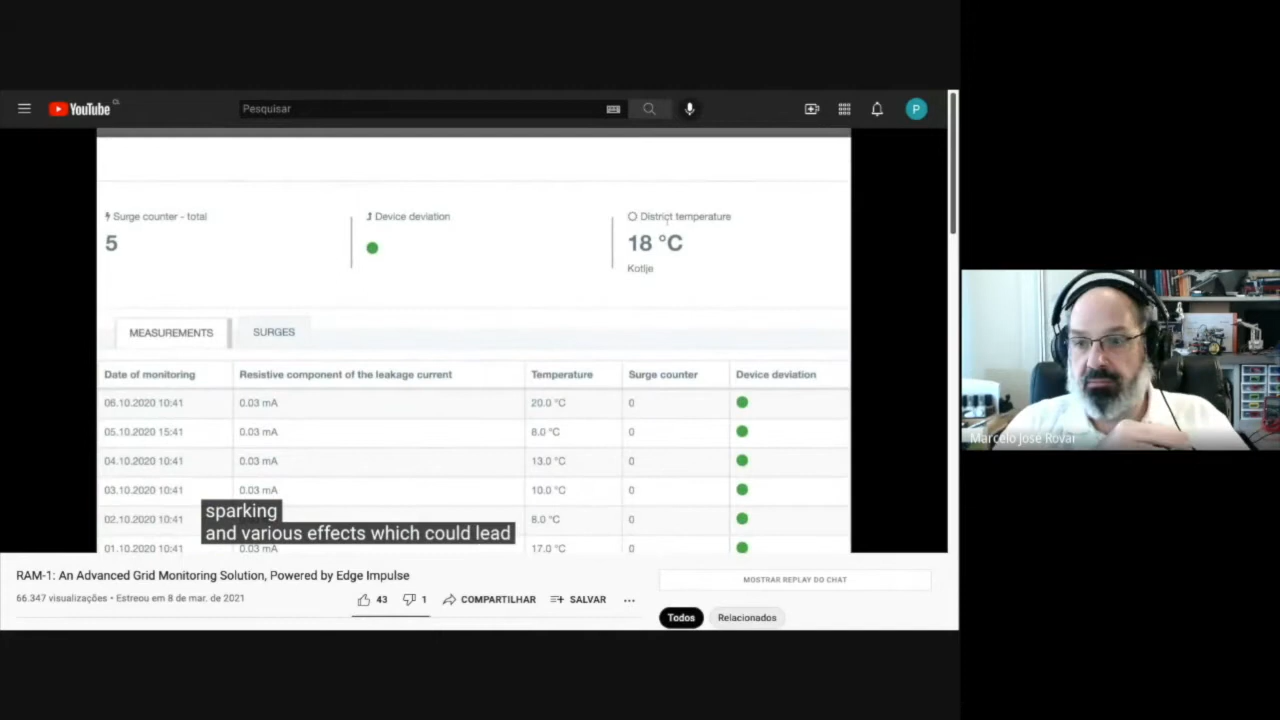 YouTube CL
Pesquisar
P
Surge counter - total
5
Device deviation
District temperature
18 °C
Kotlje
MEASUREMENTS
SURGES
Date of monitoring Resistive component of the leakage current Temperature Surge counter Device deviation
06.10.2020 10:41 0.03 mA 20.0 °C 0
05.10.2020 15:41 0.03 mA 8.0 °C 0
04.10.2020 10:41 0.03 mA 13.0 °C 0
03.10.2020 10:41 0.03 mA 10.0 °C 0
02.10.2020 10:41 8.0 °C 0
01.10.2020 10:41 0.03 mA 17.0 °C 0
sparking
and various effects which could lead
RAM-1: An Advanced Grid Monitoring Solution, Powered by Edge Impulse
66.347 visualizações • Estreou em 8 de mar. de 2021
43 1 COMPARTILHAR SALVAR ...
MOSTRAR REPLAY DO CHAT
Todos Relacionados
Marcelo José Rovai